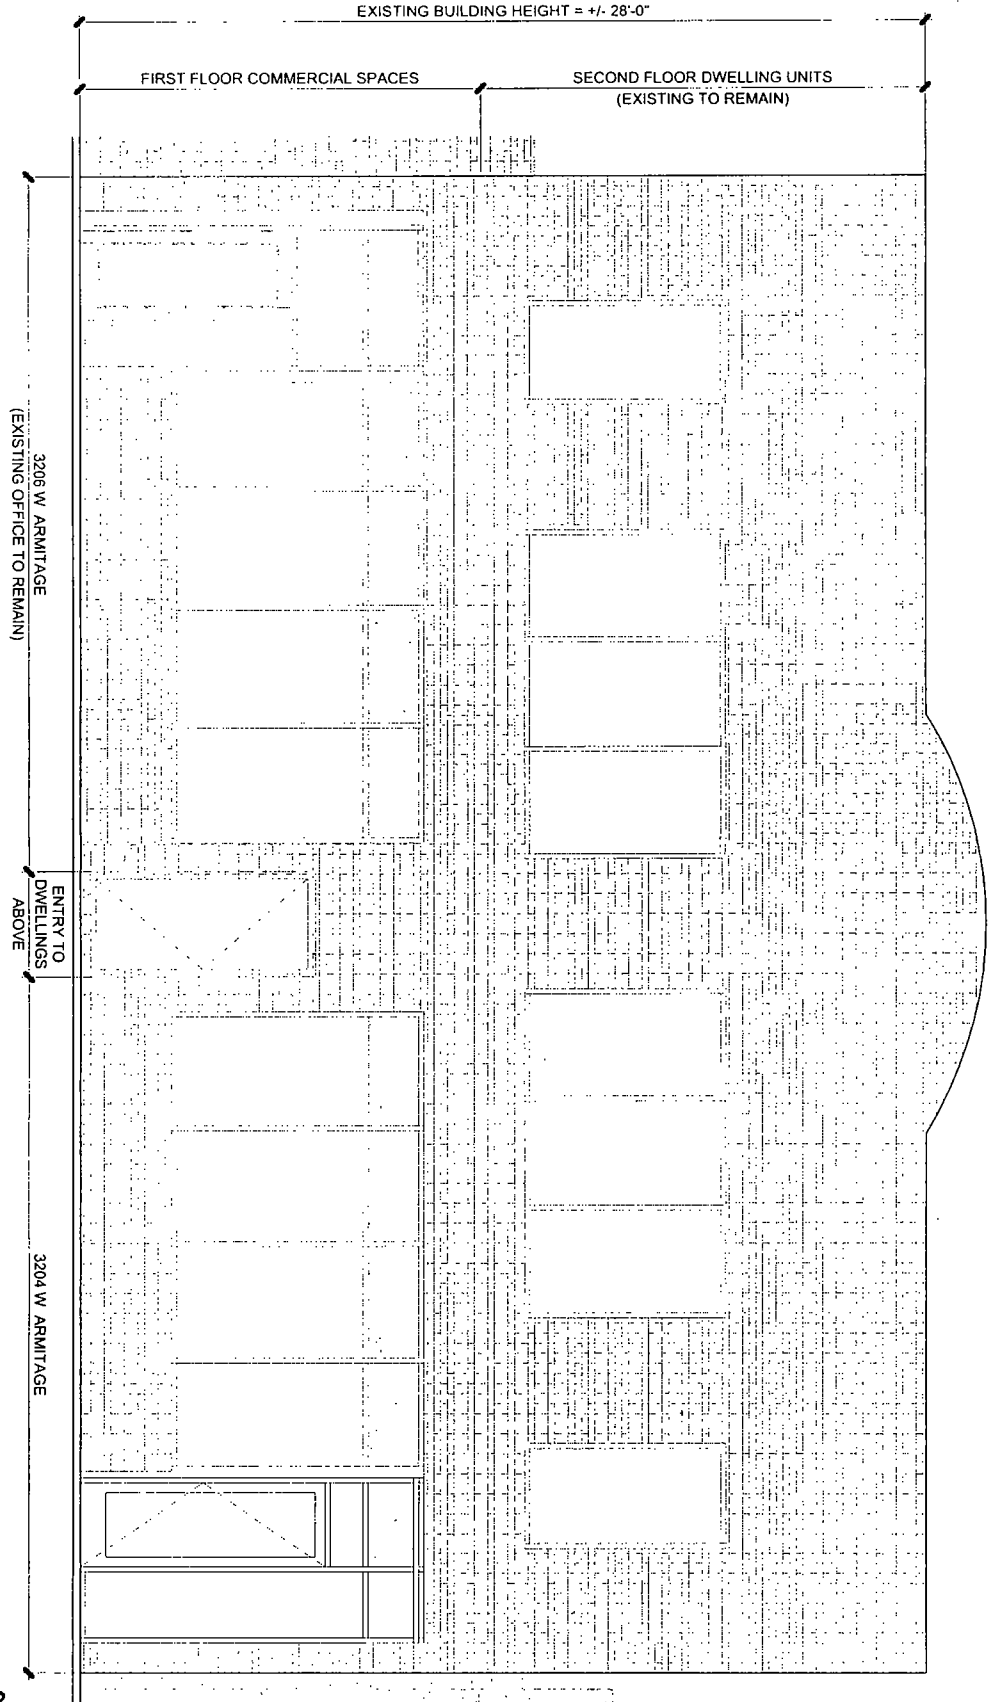 EXISTING BUILDING HEIGHT = +/- 28'-0"
FIRST FLOOR COMMERCIAL SPACES
SECOND FLOOR DWELLING UNITS
(EXISTING TO REMAIN)
3206 W ARMITAGE
(EXISTING OFFICE TO REMAIN)
ENTRY TO
DWELLINGS
ABOVE
3204 W ARMITAGE